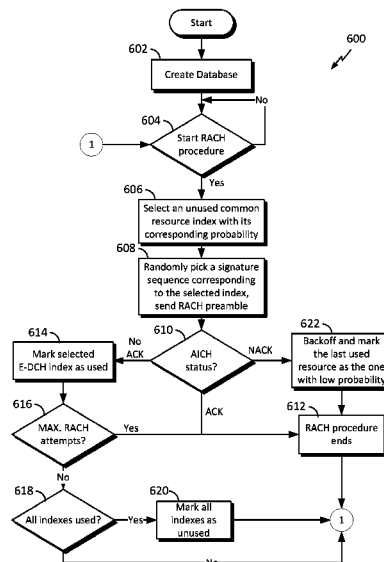 Start
600
602
Create Database
No
604
Start RACH
procedure
1
Yes
606
Select an unused common
resource index with its
corresponding probability
608
Randomly pick a signature
sequence corresponding
to the selected index,
send RACH preamble
610
AICH
status?
No
ACK
NACK
ACK
614
Mark selected
E-DCH index as used
622
Backoff and mark
the last used
resource as the one
with low probability
616
MAX. RACH
attempts?
Yes
612
RACH procedure
ends
No
618
All indexes used?
Yes
620
Mark all
indexes as
unused
1
No